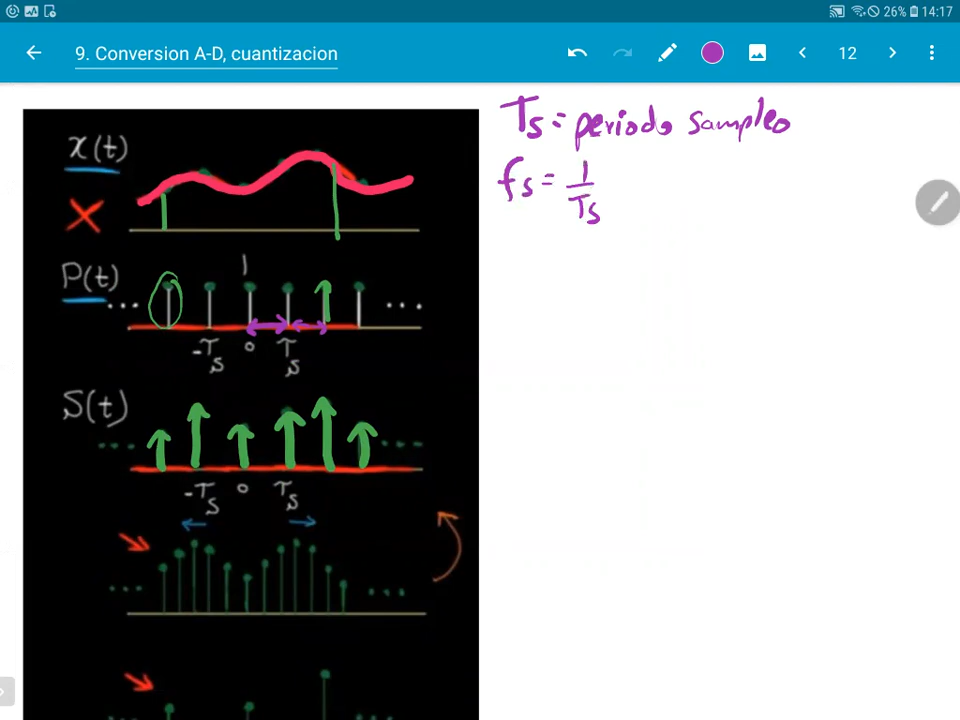 26% 14:17
9. Conversion A-D, cuantizacion
12
Ts = periodo sampleo
fs = 1/Ts
x(t)
P(t)
1
... ...
-Ts 0 Ts
S(t)
... ...
-Ts 0 Ts
... ...